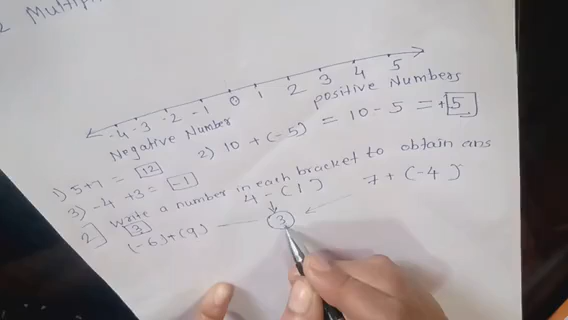 2 Multip
-4 -3 -2 -1 0 1 2 3 4 5
Negative Number positive Numbers
1) 5+7 = 12 2) 10 + (-5) = 10 - 5 = +5
3) -4 +3 = -1
2 Write a number in each bracket to obtain ans
3 4 - (1) 7 + (-4)
(-6)+(9) 3